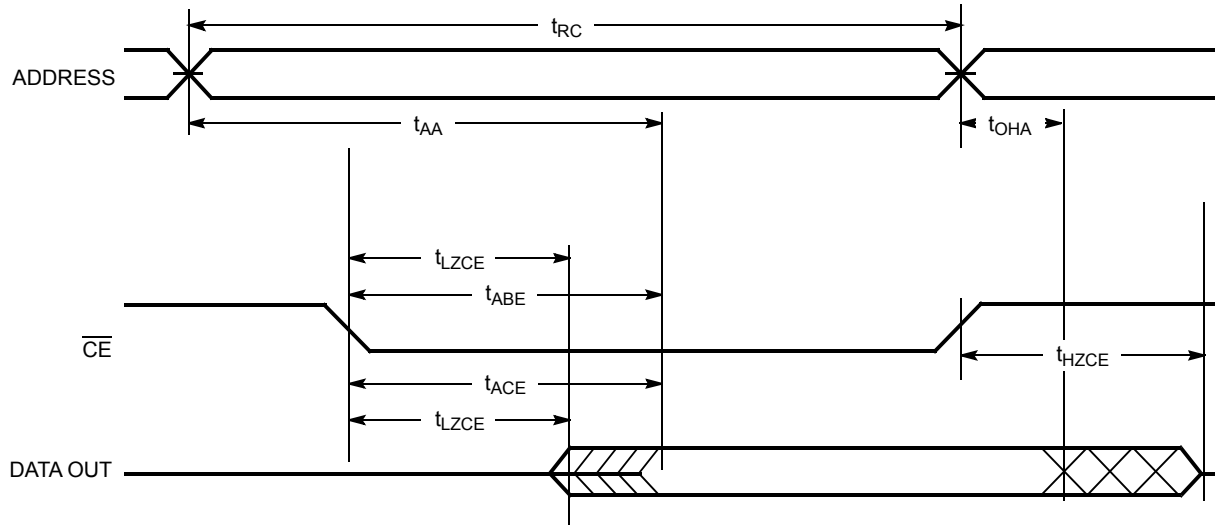 tRC
ADDRESS
tAA
tOHA
tLZCE
tABE
CE
tHZCE
tACE
tLZCE
DATA OUT